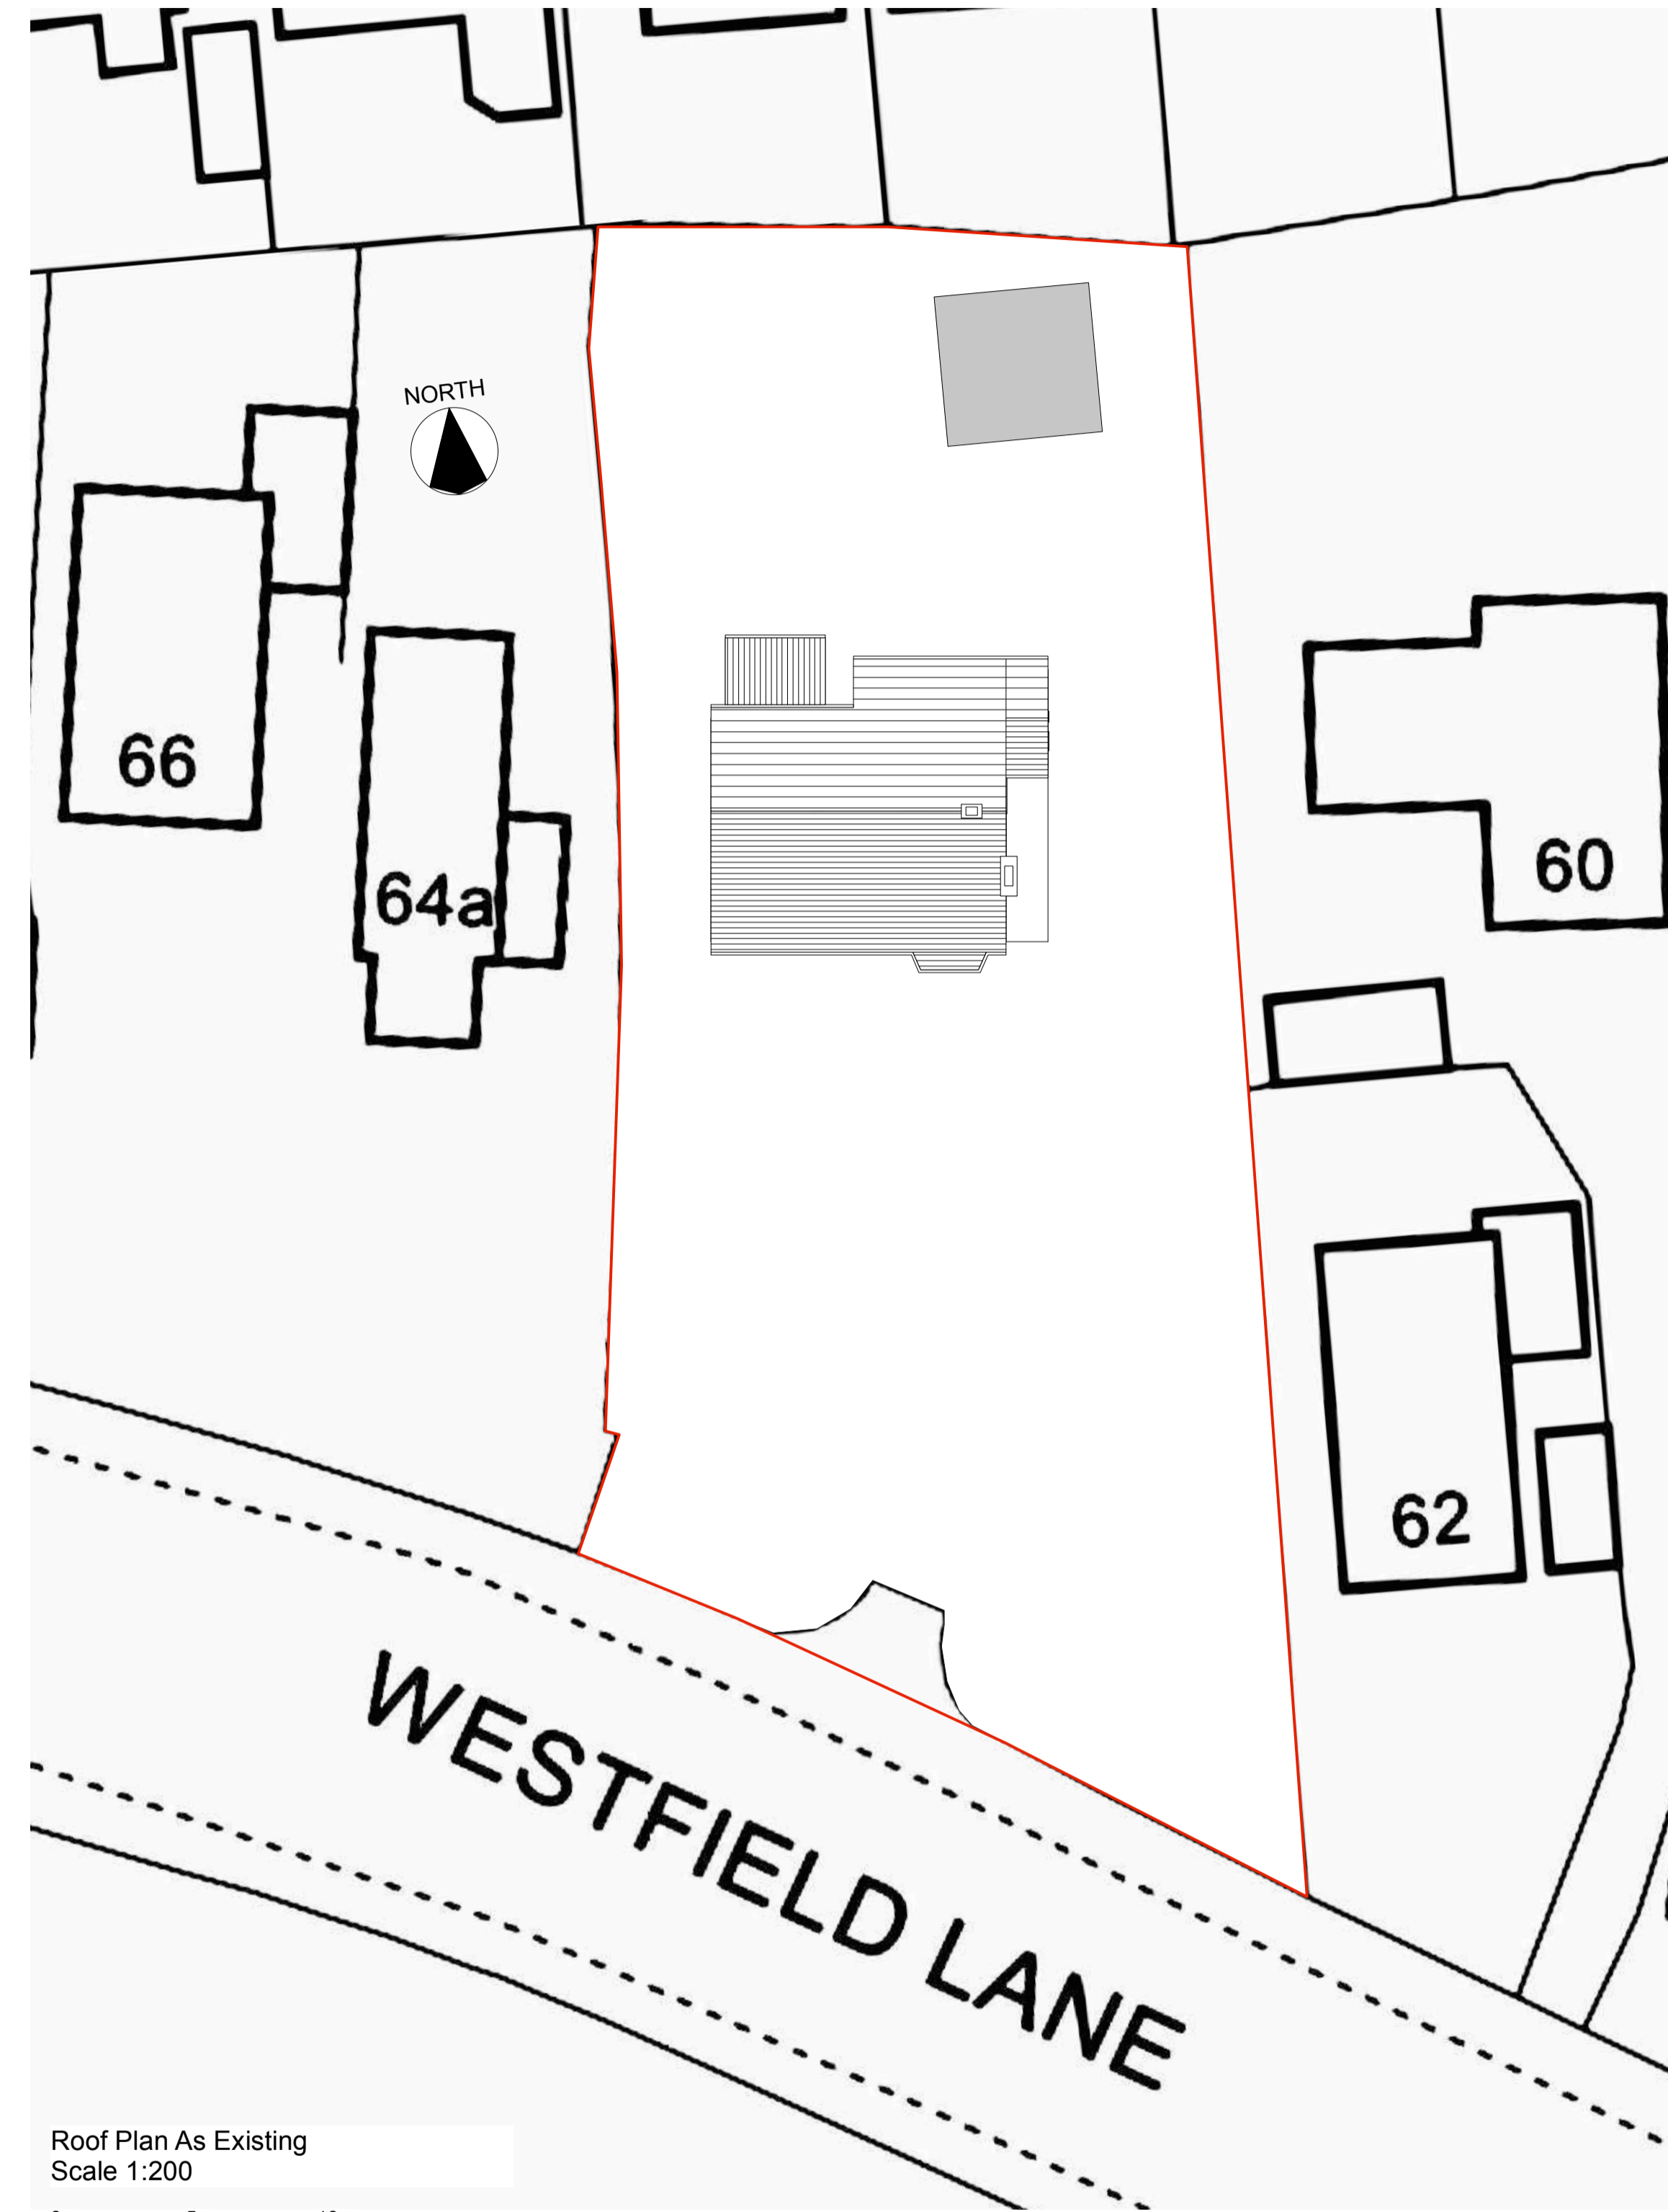 NORTH
66
64a
60
62
WESTFIELD LANE
Roof Plan As Existing
Scale 1:200